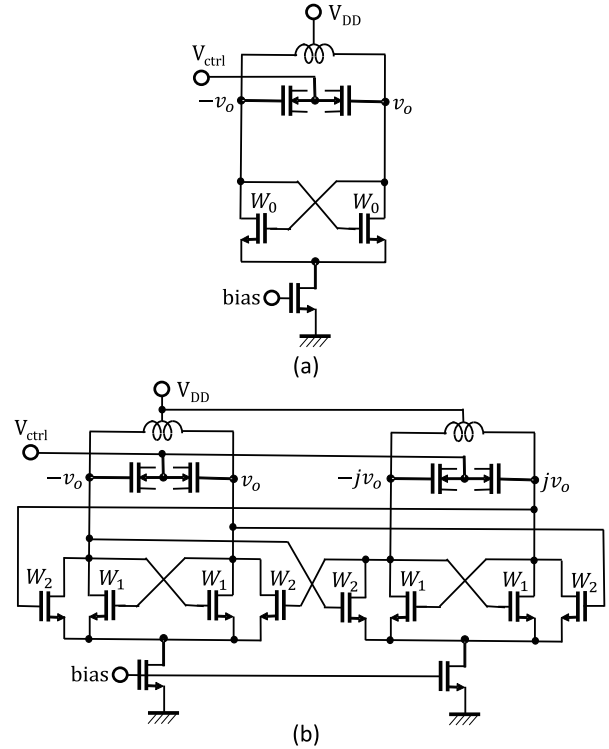 V_DD
V_ctrl
−v_o v_o
W_0 W_0
bias
(a)
V_DD
V_ctrl
−v_o v_o −jv_o jv_o
W_2 W_1 W_1 W_2 W_2 W_1 W_1 W_2
bias
(b)